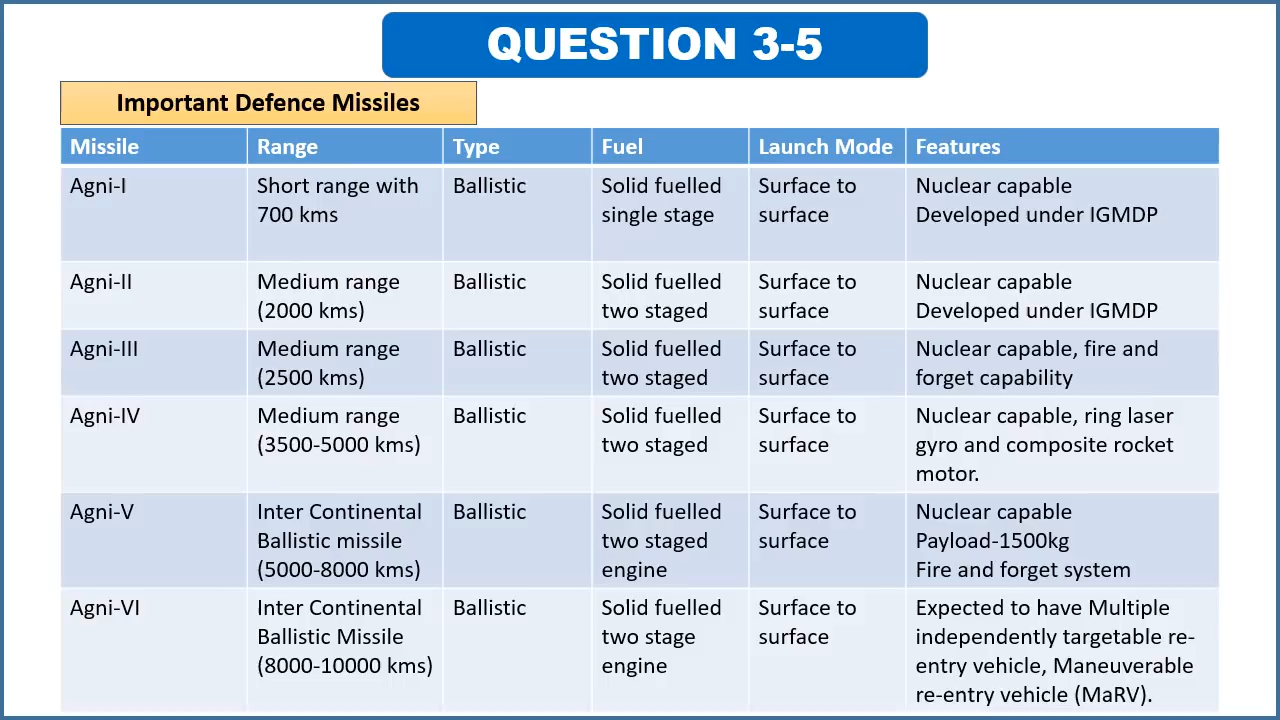 QUESTION 3-5
Important Defence Missiles
Missile Range Type Fuel Launch Mode Features
Agni-I Short range with Ballistic Solid fuelled Surface to Nuclear capable
700 kms single stage surface Developed under IGMDP
Agni-II Medium range Ballistic Solid fuelled Surface to Nuclear capable
(2000 kms) two staged surface Developed under IGMDP
Agni-III Medium range Ballistic Solid fuelled Surface to Nuclear capable, fire and
(2500 kms) two staged surface forget capability
Agni-IV Medium range Ballistic Solid fuelled Surface to Nuclear capable, ring laser
(3500-5000 kms) two staged surface gyro and composite rocket
motor.
Agni-V Inter Continental Ballistic Solid fuelled Surface to Nuclear capable
Ballistic missile two staged surface Payload-1500kg
(5000-8000 kms) engine Fire and forget system
Agni-VI Inter Continental Ballistic Solid fuelled Surface to Expected to have Multiple
Ballistic Missile two stage surface independently targetable re-
(8000-10000 kms) engine entry vehicle, Maneuverable
re-entry vehicle (MaRV).